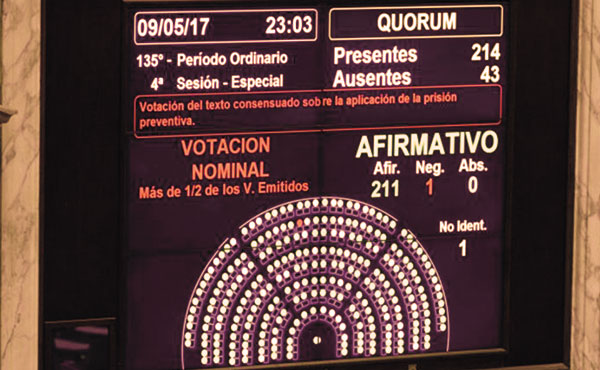 09/05/17 23:03
135º - Período Ordinario
4ª Sesión - Especial
QUORUM
Presentes 214
Ausentes 43
Votación del texto consensuado sobre la aplicación de la prisión
preventiva.
VOTACION
NOMINAL
Más de 1/2 de los V. Emitidos
AFIRMATIVO
Afir. Neg. Abs.
211 1 0
No Ident.
1